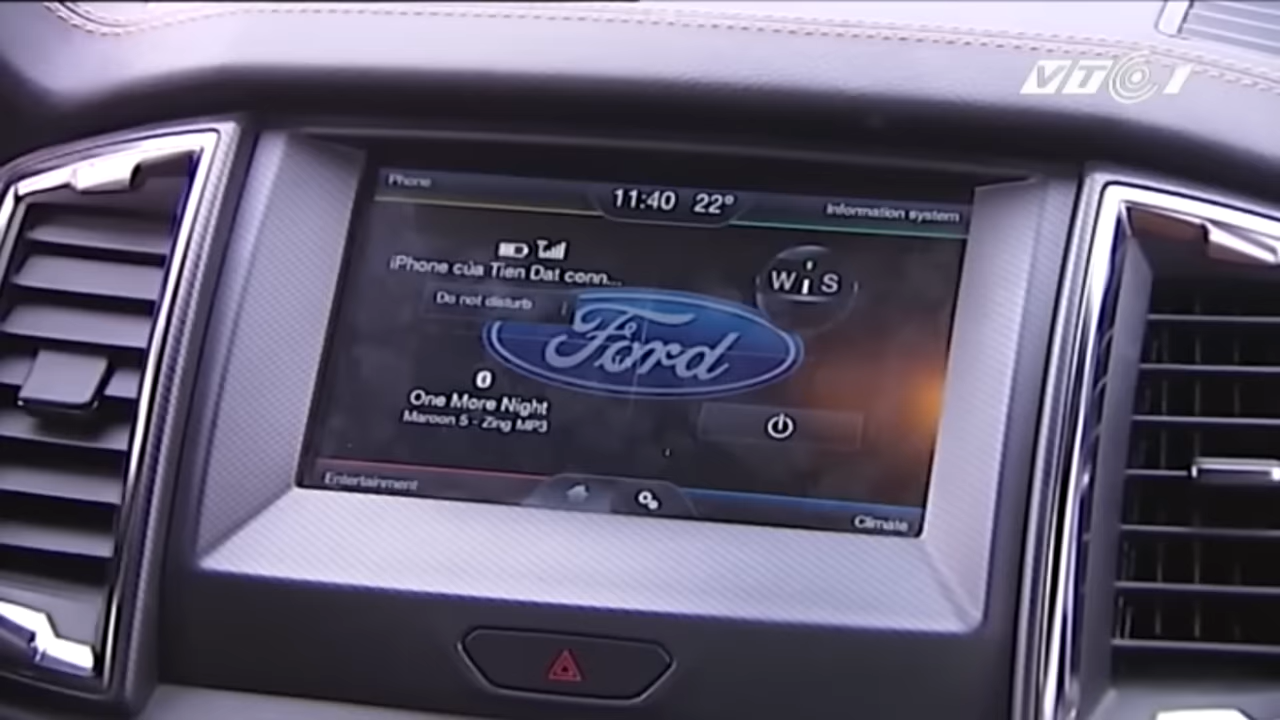 VTC1
Phone
11:40 22°
Information system
iPhone của Tien Dat conn...
W S
Do not disturb
Ford
One More Night
Maroon 5 - Zing MP3
Entertainment
Climate